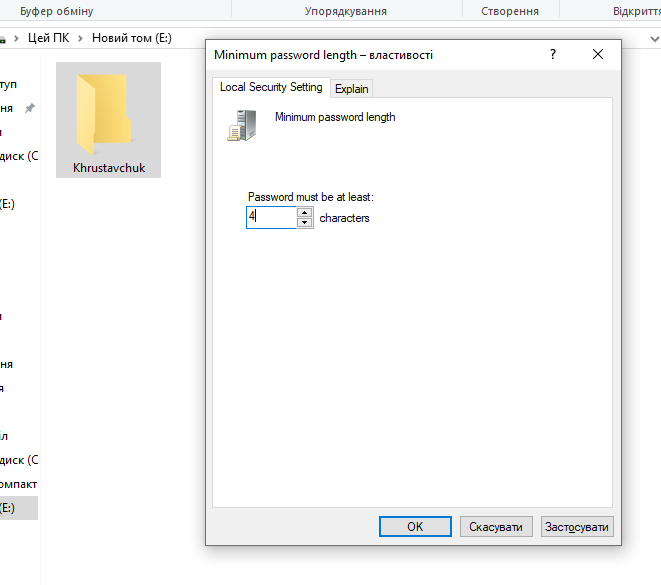 Буфер обміну
Упорядкування
Створення
Відкриття
Цей ПК
Новий том (E:)
Khrustavchuk
(E:)
(E:)
Minimum password length – властивості
?
Local Security Setting
Explain
Minimum password length
Password must be at least:
4
characters
OK
Скасувати
Застосувати